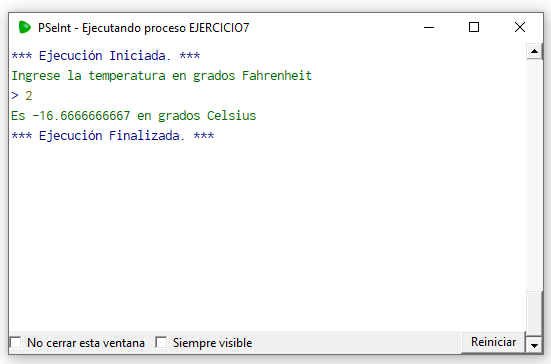 PSeInt - Ejecutando proceso EJERCICIO7
*** Ejecución Iniciada. ***
Ingrese la temperatura en grados Fahrenheit
> 2
Es -16.6666666667 en grados Celsius
*** Ejecución Finalizada. ***
No cerrar esta ventana Siempre visible Reiniciar